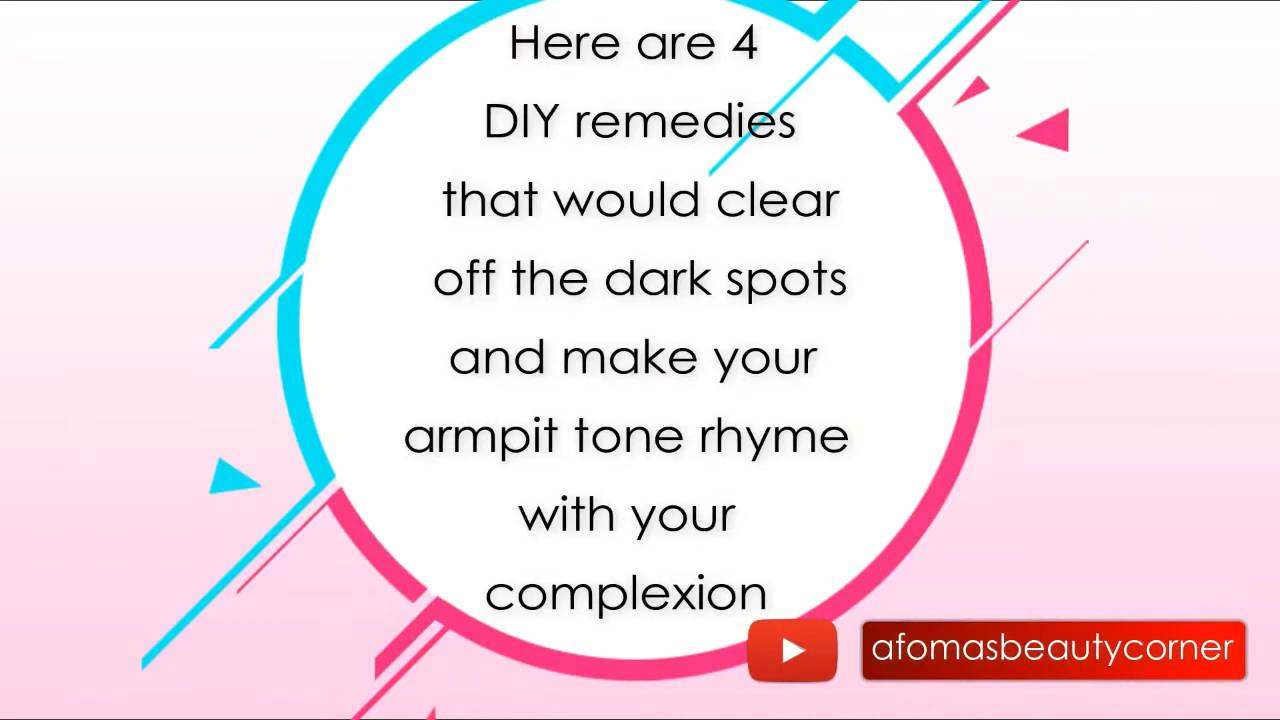 Here are 4
DIY remedies
that would clear
off the dark spots
and make your
armpit tone rhyme
with your
complexion
afomasbeautycorner